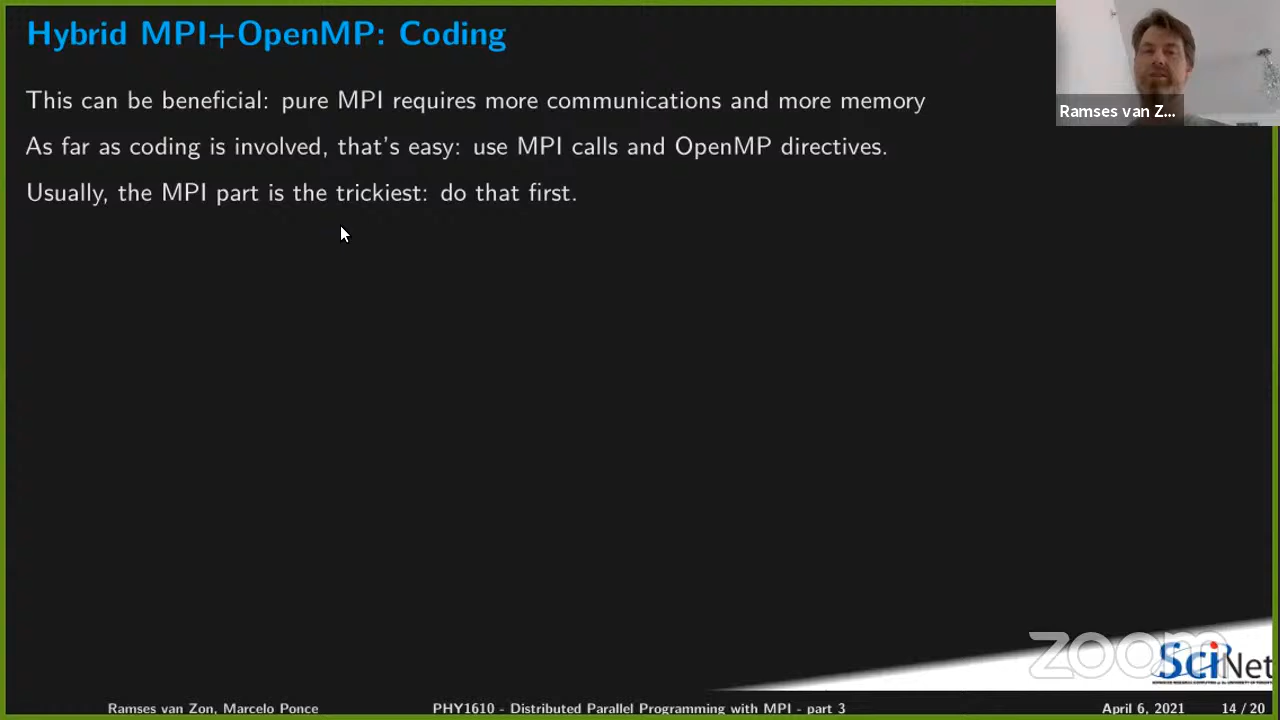 Hybrid MPI+OpenMP: Coding
Ramses van Z...
This can be beneficial: pure MPI requires more communications and more memory
As far as coding is involved, that's easy: use MPI calls and OpenMP directives.
Usually, the MPI part is the trickiest: do that first.
zoom
SciNet
Ramses van Zon, Marcelo Ponce
PHY1610 - Distributed Parallel Programming with MPI - part 3
April 6, 2021
14 / 20